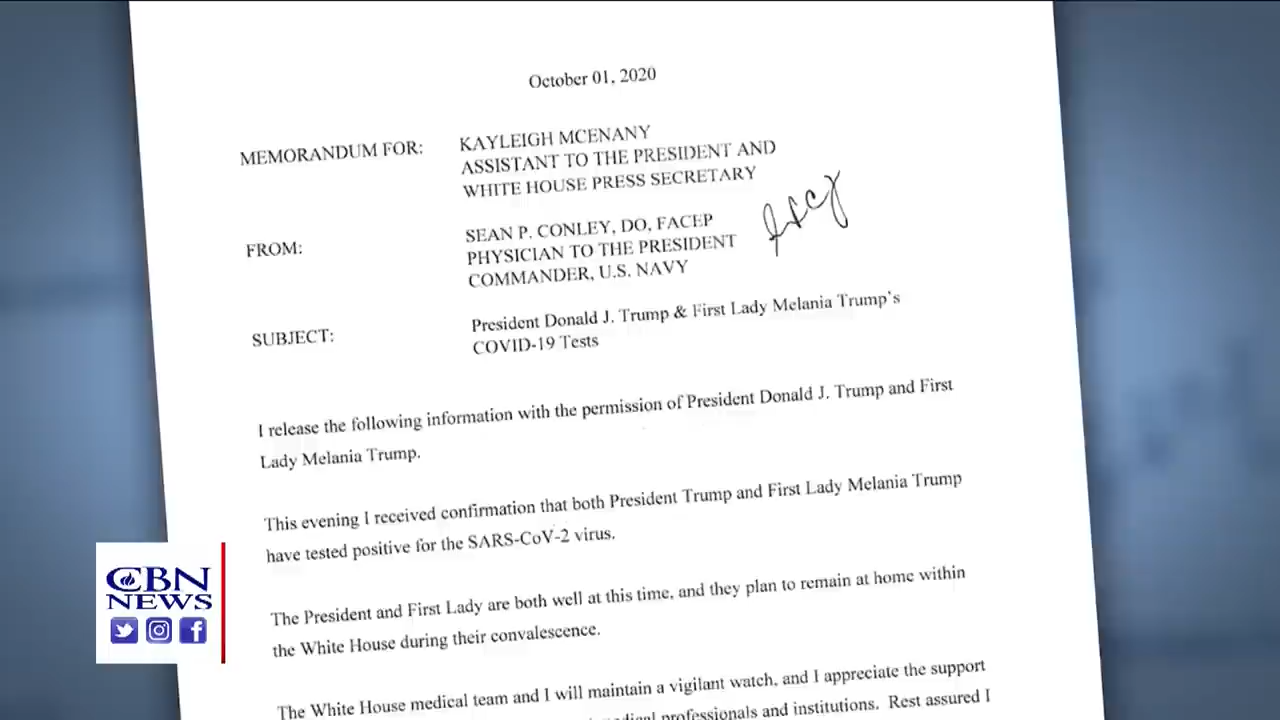 October 01, 2020
MEMORANDUM FOR:
KAYLEIGH MCENANY
ASSISTANT TO THE PRESIDENT AND
WHITE HOUSE PRESS SECRETARY
FROM:
SEAN P. CONLEY, DO, FACEP
PHYSICIAN TO THE PRESIDENT
COMMANDER, U.S. NAVY
SUBJECT:
President Donald J. Trump & First Lady Melania Trump's
COVID-19 Tests
I release the following information with the permission of President Donald J. Trump and First
Lady Melania Trump.
This evening I received confirmation that both President Trump and First Lady Melania Trump
have tested positive for the SARS-CoV-2 virus.
The President and First Lady are both well at this time, and they plan to remain at home within
the White House during their convalescence.
The White House medical team and I will maintain a vigilant watch, and I appreciate the support
professionals and institutions. Rest assured I
CBN
NEWS